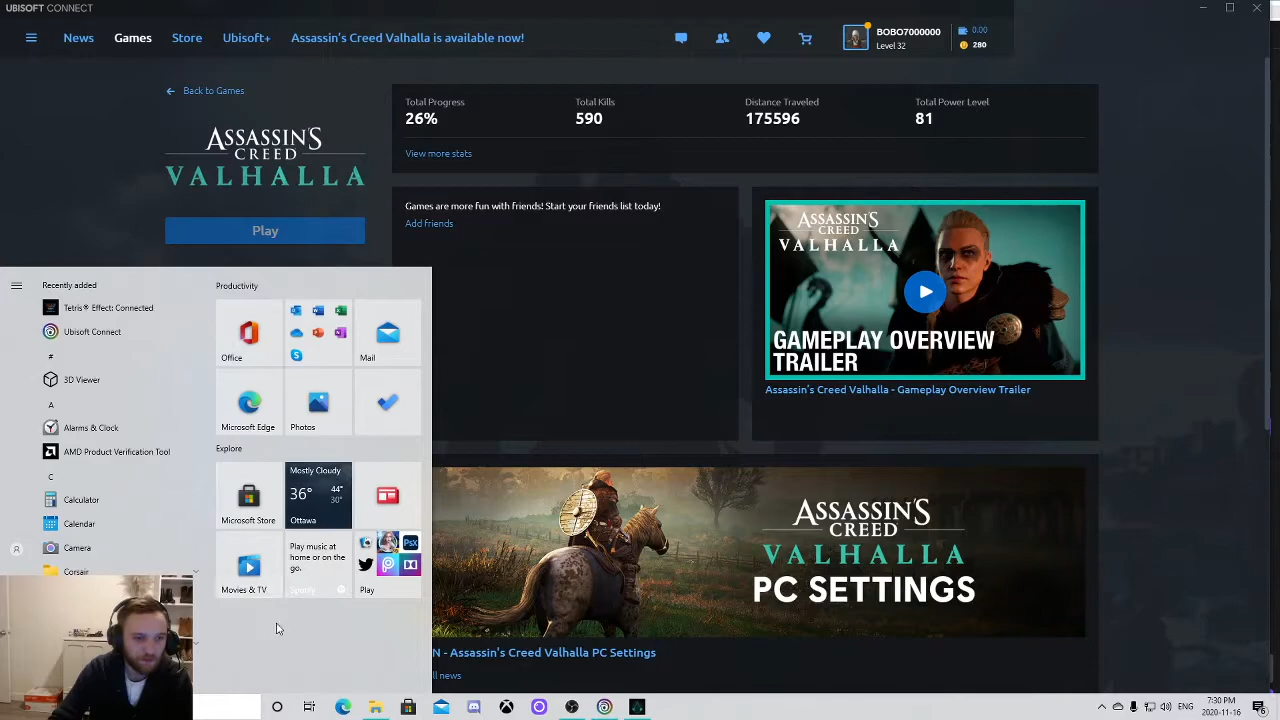 UBISOFT CONNECT
News Games Store Ubisoft+ Assassin's Creed Valhalla is available now!
BOBO7000000
Level 32
0.00
280
Back to Games
ASSASSIN'S
CREED
VALHALLA
Play
Total Progress
26%
Total Kills
590
Distance Traveled
175596
Total Power Level
81
View more stats
Games are more fun with friends! Start your friends list today!
Add friends
ASSASSIN'S
CREED
VALHALLA
GAMEPLAY OVERVIEW
TRAILER
Assassin's Creed Valhalla - Gameplay Overview Trailer
Recently added
Tetris® Effect: Connected
Ubisoft Connect
#
3D Viewer
A
Alarms & Clock
AMD Product Verification Tool
C
Calculator
Calendar
Camera
Corsair
Productivity
Office
Mail
Microsoft Edge
Photos
Explore
Microsoft Store
Mostly Cloudy
36° 44°
30°
Ottawa
Movies & TV
Play music at
home or on the
go.
Spotify
Play
ASSASSIN'S
CREED
VALHALLA
PC SETTINGS
N - Assassin's Creed Valhalla PC Settings
ll news
ENG
7:30 PM
2020-11-16